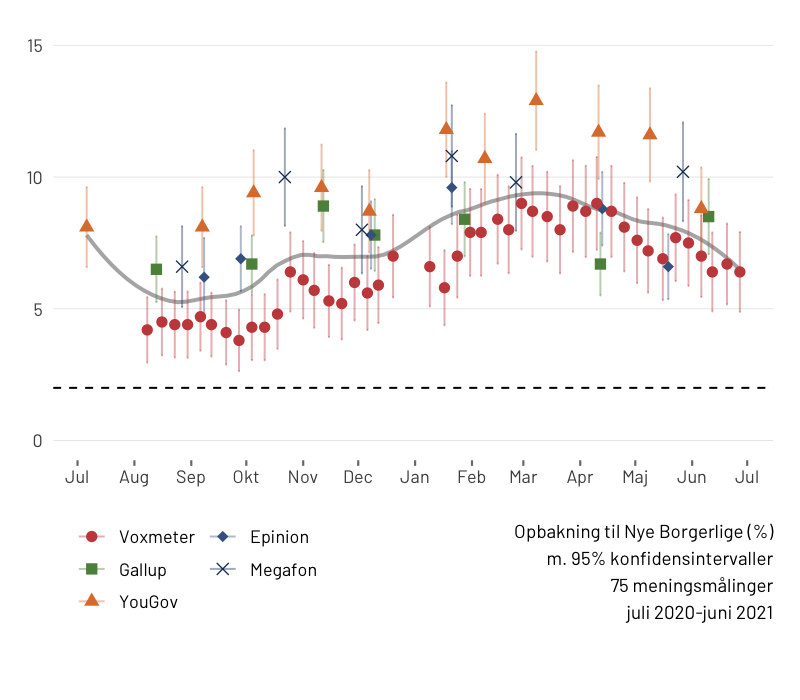 15
10
5
0
Jul Aug Sep Okt Nov Dec Jan Feb Mar Apr Maj Jun Jul
Voxmeter Epinion
Gallup Megafon
YouGov
Opbakning til Nye Borgerlige (%)
m. 95% konfidensintervaller
75 meningsmålinger
juli 2020-juni 2021